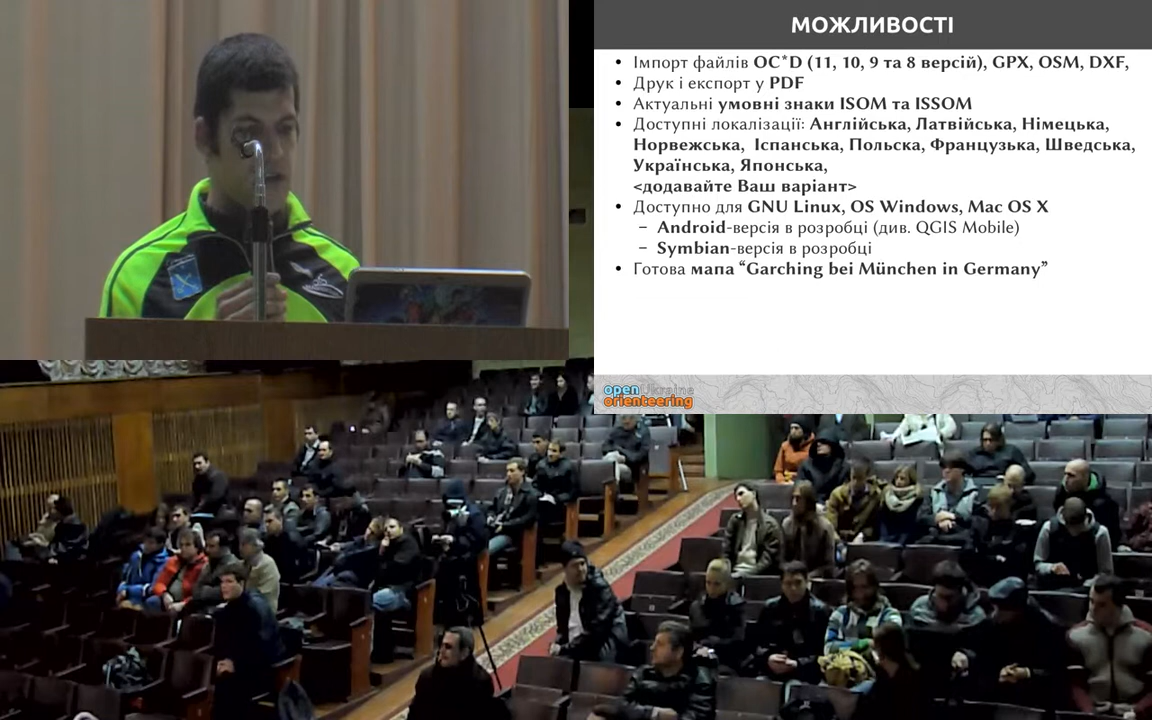 МОЖЛИВОСТІ
• Імпорт файлів OC*D (11, 10, 9 та 8 версій), GPX, OSM, DXF,
• Друк і експорт у PDF
• Актуальні умовні знаки ISOM та ISSOM
• Доступні локалізації: Англійська, Латвійська, Німецька,
Норвежська, Іспанська, Польска, Французька, Шведська,
Українська, Японська,
<додавайте Ваш варіант>
• Доступно для GNU Linux, OS Windows, Mac OS X
– Android-версія в розробці (див. QGIS Mobile)
– Symbian-версія в розробці
• Готова мапа “Garching bei München in Germany”
open Ukraine
orienteering